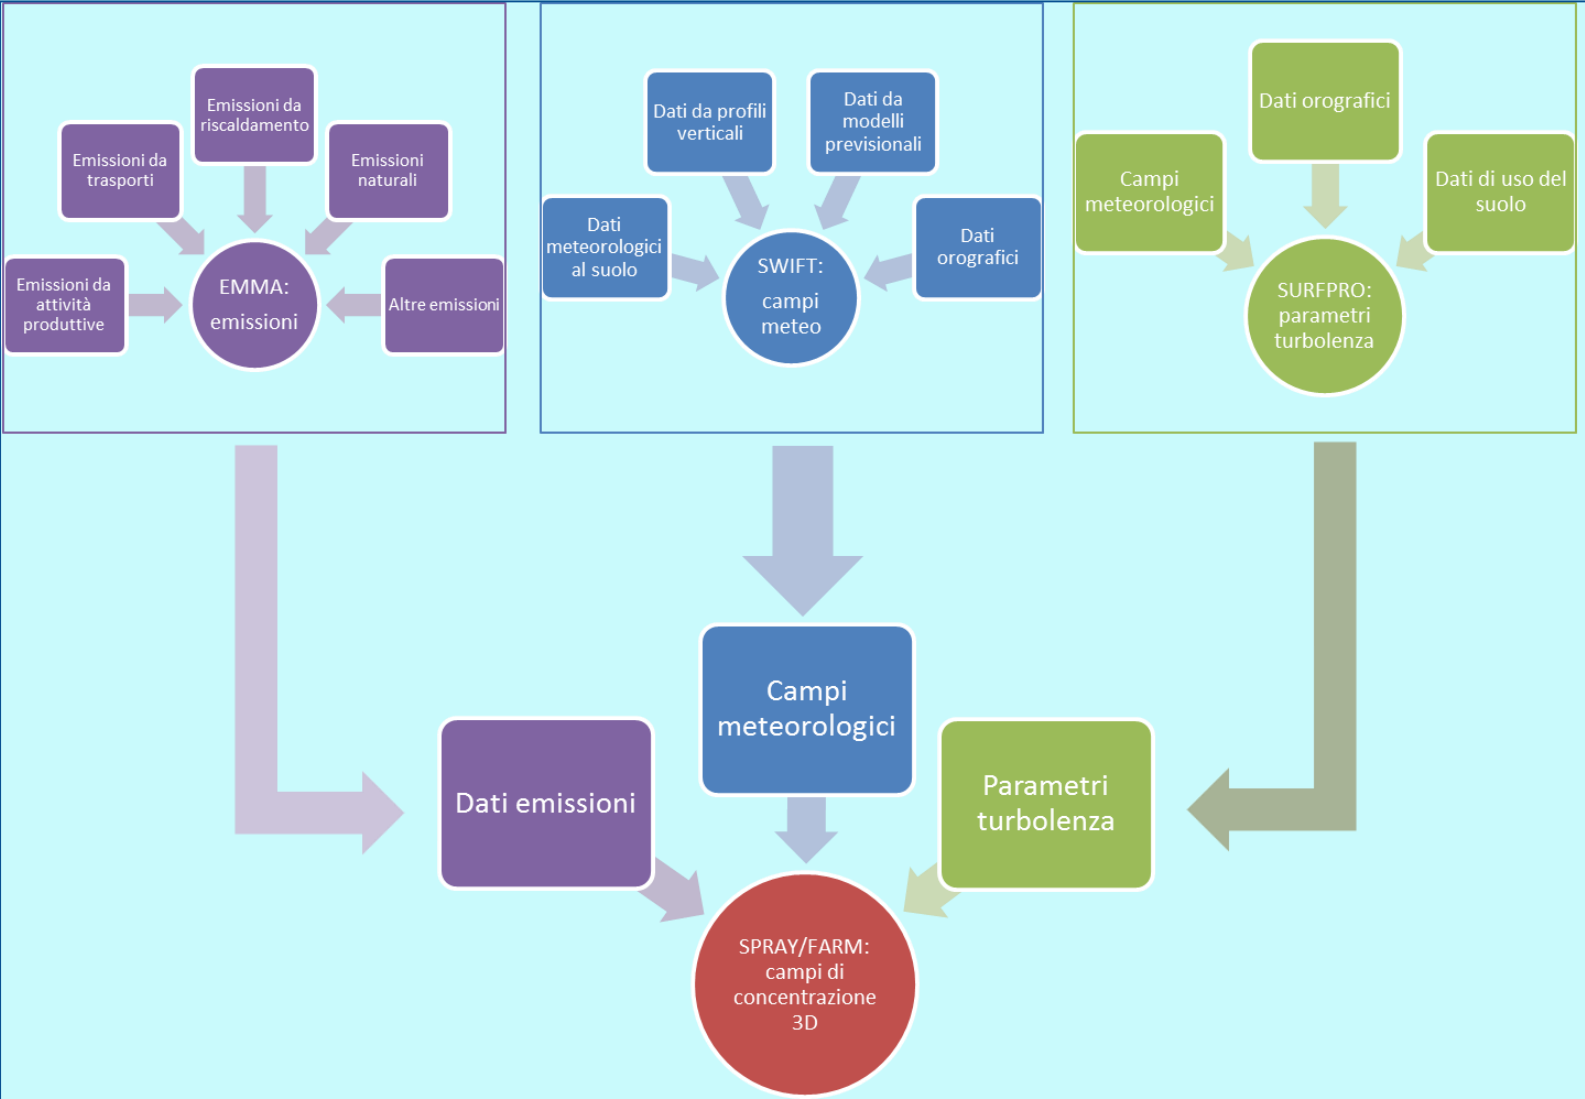 Emissioni da
attività
produttive
Emissioni da
trasporti
Emissioni da
riscaldamento
Emissioni
naturali
Altre emissioni
EMMA:
emissioni
Dati
meteorologici
al suolo
Dati da profili
verticali
Dati da
modelli
previsionali
Dati
orografici
SWIFT:
campi
meteo
Campi
meteorologici
Dati orografici
Dati di uso del
suolo
SURFPRO:
parametri
turbolenza
Dati emissioni
Campi
meteorologici
Parametri
turbolenza
SPRAY/FARM:
campi di
concentrazione
3D